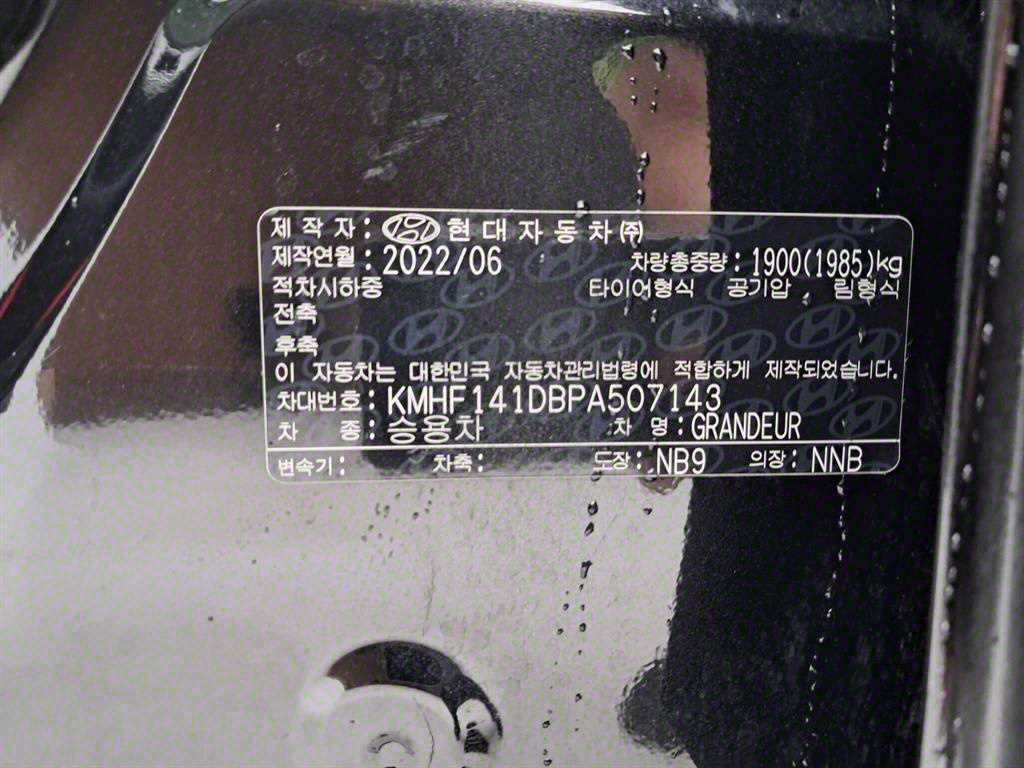 제 작 자 : 현 대 자 동 차 ㈜
제작연월 : 2022/06 차량총중량 : 1900(1985)kg
적차시하중 타이어형식 공기압 림형식
전축
후축
이 자동차는 대한민국 자동차관리법령에 적합하게 제작되었습니다.
차대번호 : KMHF141DBPA507143
차 종 : 승용차 차 명 : GRANDEUR
변속기 : 차축 : 도장 : NB9 의장 : NNB